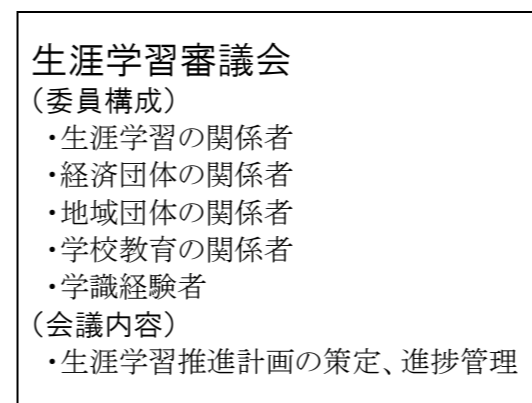 生涯学習審議会
（委員構成）
・生涯学習の関係者
・経済団体の関係者
・地域団体の関係者
・学校教育の関係者
・学識経験者
（会議内容）
・生涯学習推進計画の策定、進捗管理